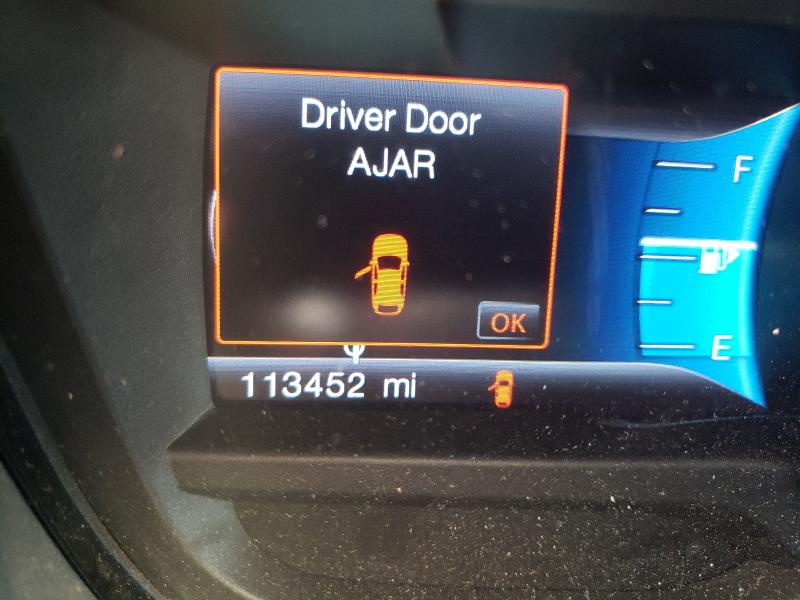 Driver Door
AJAR
OK
113452 mi
F
E